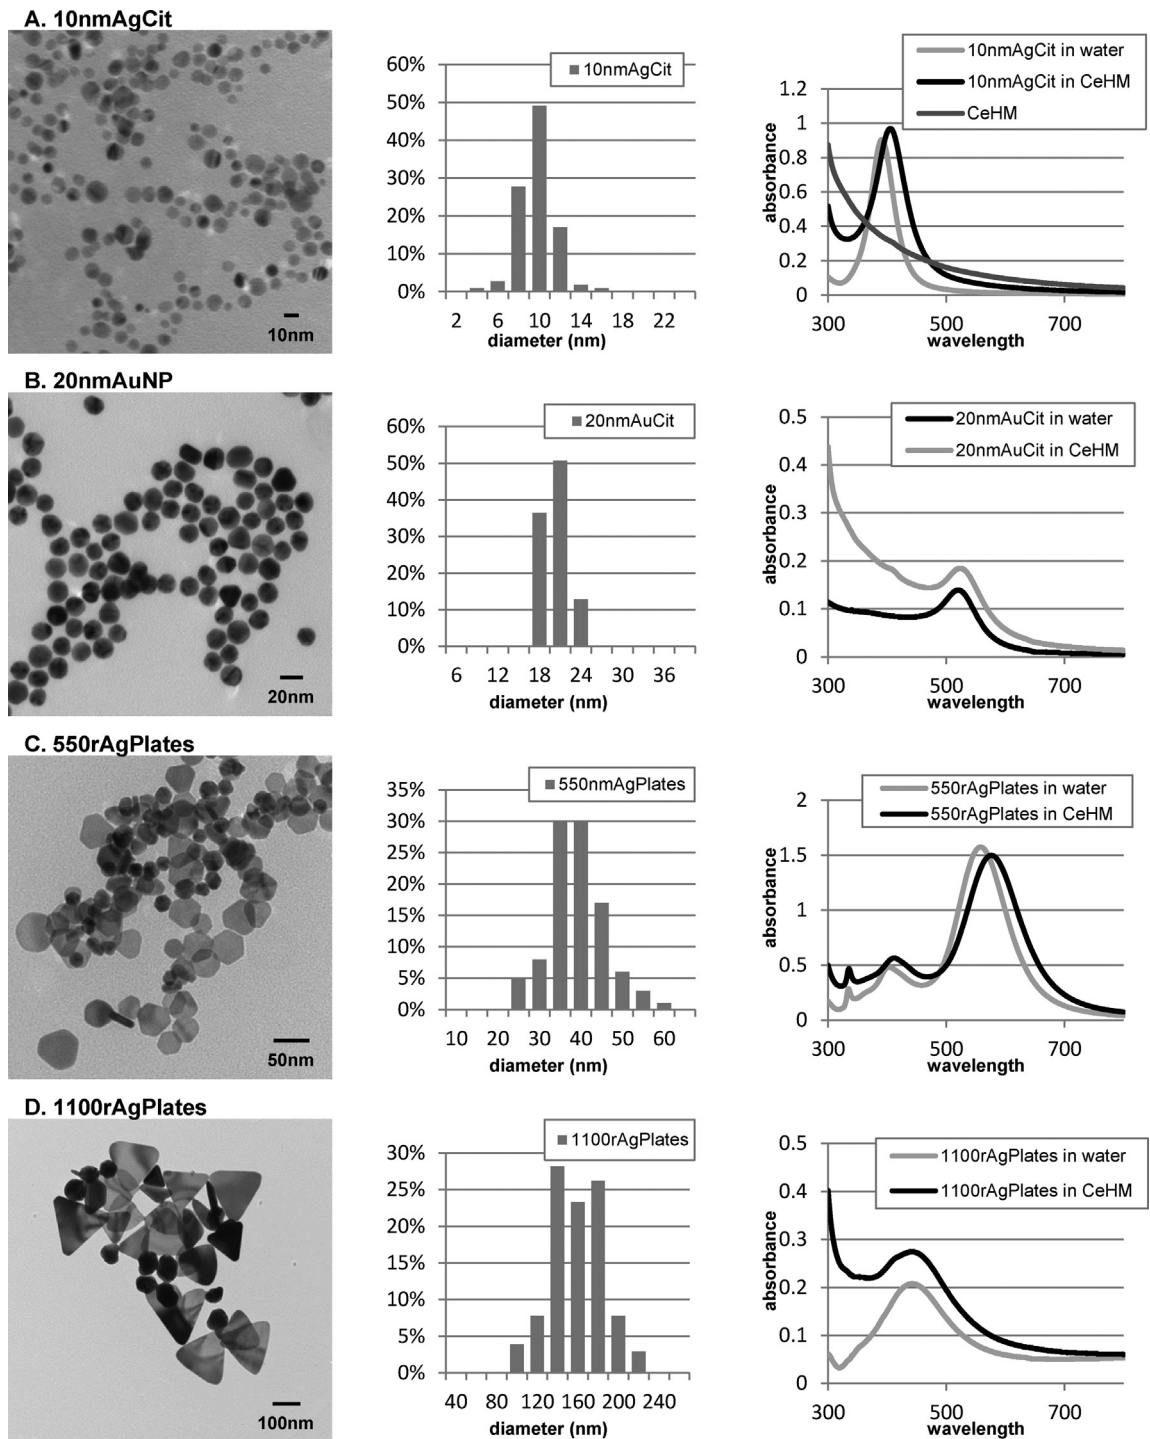 A. 10nmAgCit
10nm
10nmAgCit
60%
50%
40%
30%
20%
10%
0%
2 6 10 14 18 22
diameter (nm)
10nmAgCit in water
10nmAgCit in CeHM
CeHM
absorbance
1.2
1
0.8
0.6
0.4
0.2
0
300 500 700
wavelength
B. 20nmAuNP
20nm
20nmAuCit
60%
50%
40%
30%
20%
10%
0%
6 12 18 24 30 36
diameter (nm)
20nmAuCit in water
20nmAuCit in CeHM
absorbance
0.5
0.4
0.3
0.2
0.1
0
300 500 700
wavelength
C. 550rAgPlates
50nm
550nmAgPlates
35%
30%
25%
20%
15%
10%
5%
0%
10 20 30 40 50 60
diameter (nm)
550rAgPlates in water
550rAgPlates in CeHM
absorbance
2
1.5
1
0.5
0
300 500 700
wavelength
D. 1100rAgPlates
100nm
1100rAgPlates
30%
25%
20%
15%
10%
5%
0%
40 80 120 160 200 240
diameter (nm)
1100rAgPlates in water
1100rAgPlates in CeHM
absorbance
0.5
0.4
0.3
0.2
0.1
0
300 500 700
wavelength